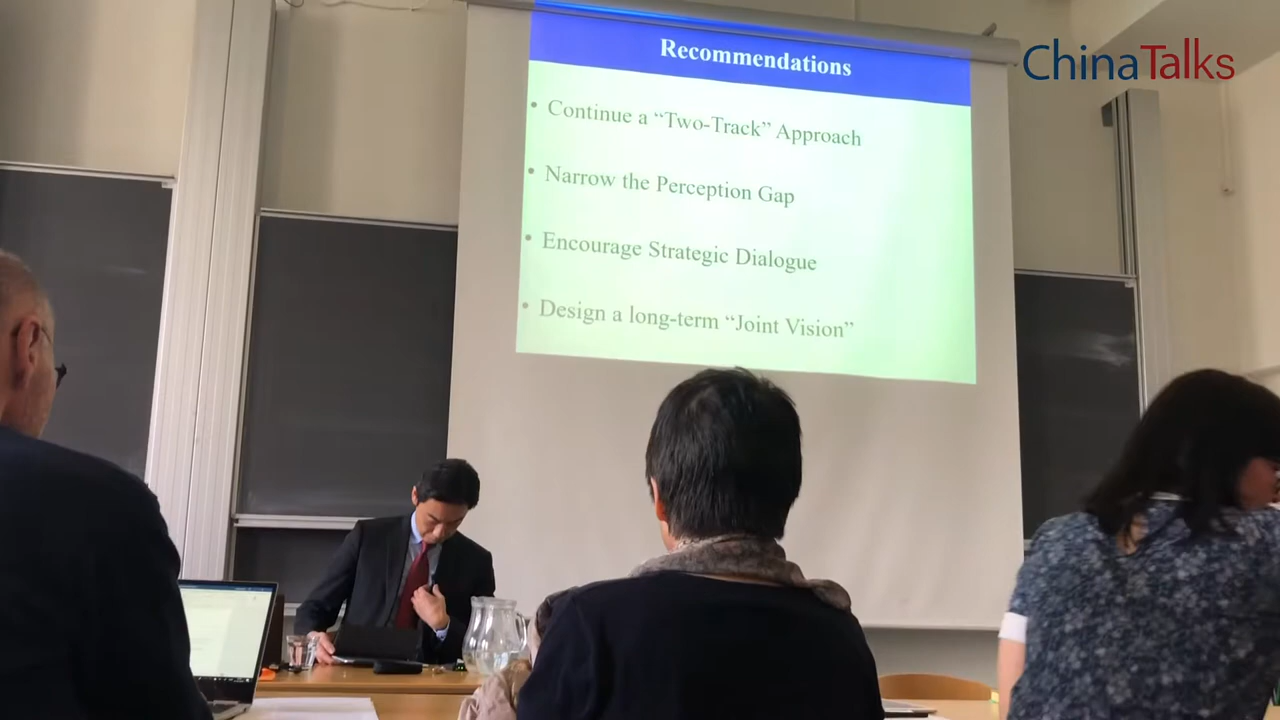 ChinaTalks
Recommendations
• Continue a “Two-Track” Approach
• Narrow the Perception Gap
• Encourage Strategic Dialogue
• Design a long-term “Joint Vision”